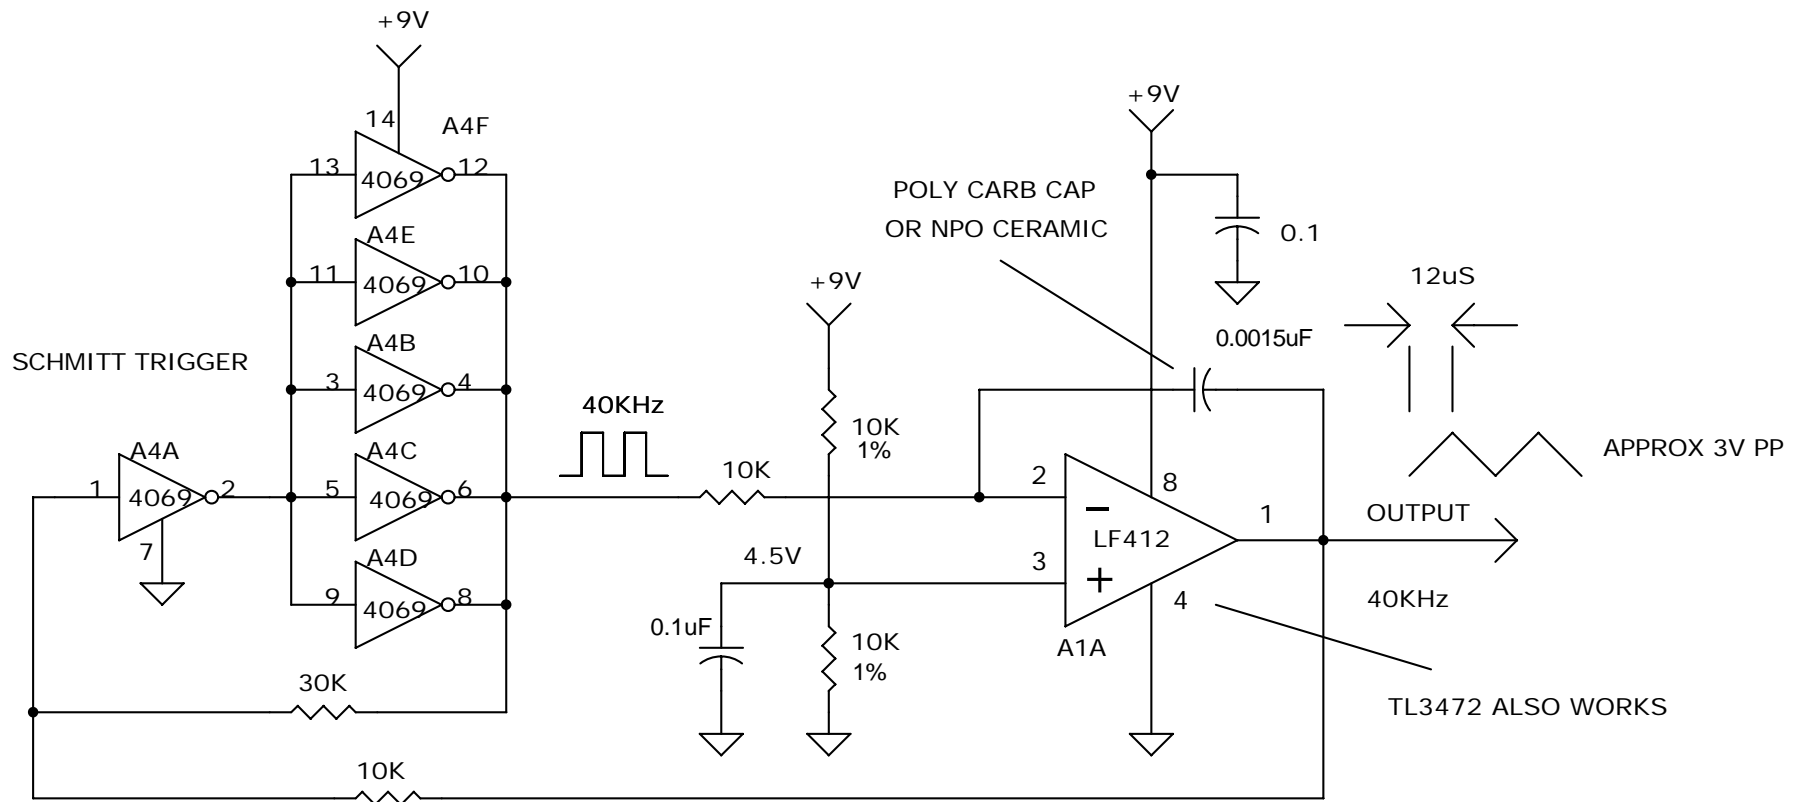 +9V
14
A4F
13
4069
12
+9V
A4E
POLY CARB CAP
OR NPO CERAMIC
0.1
11
4069
10
+9V
12uS
A4B
0.0015uF
SCHMITT TRIGGER
3
4069
4
40KHz
10K
1%
A4A
A4C
10K
APPROX 3V PP
1
4069
2
5
4069
6
2
8
1
OUTPUT
7
A4D
4.5V
3
LF412
−
+
9
4069
8
4
40KHz
0.1uF
10K
1%
A1A
30K
TL3472 ALSO WORKS
10K